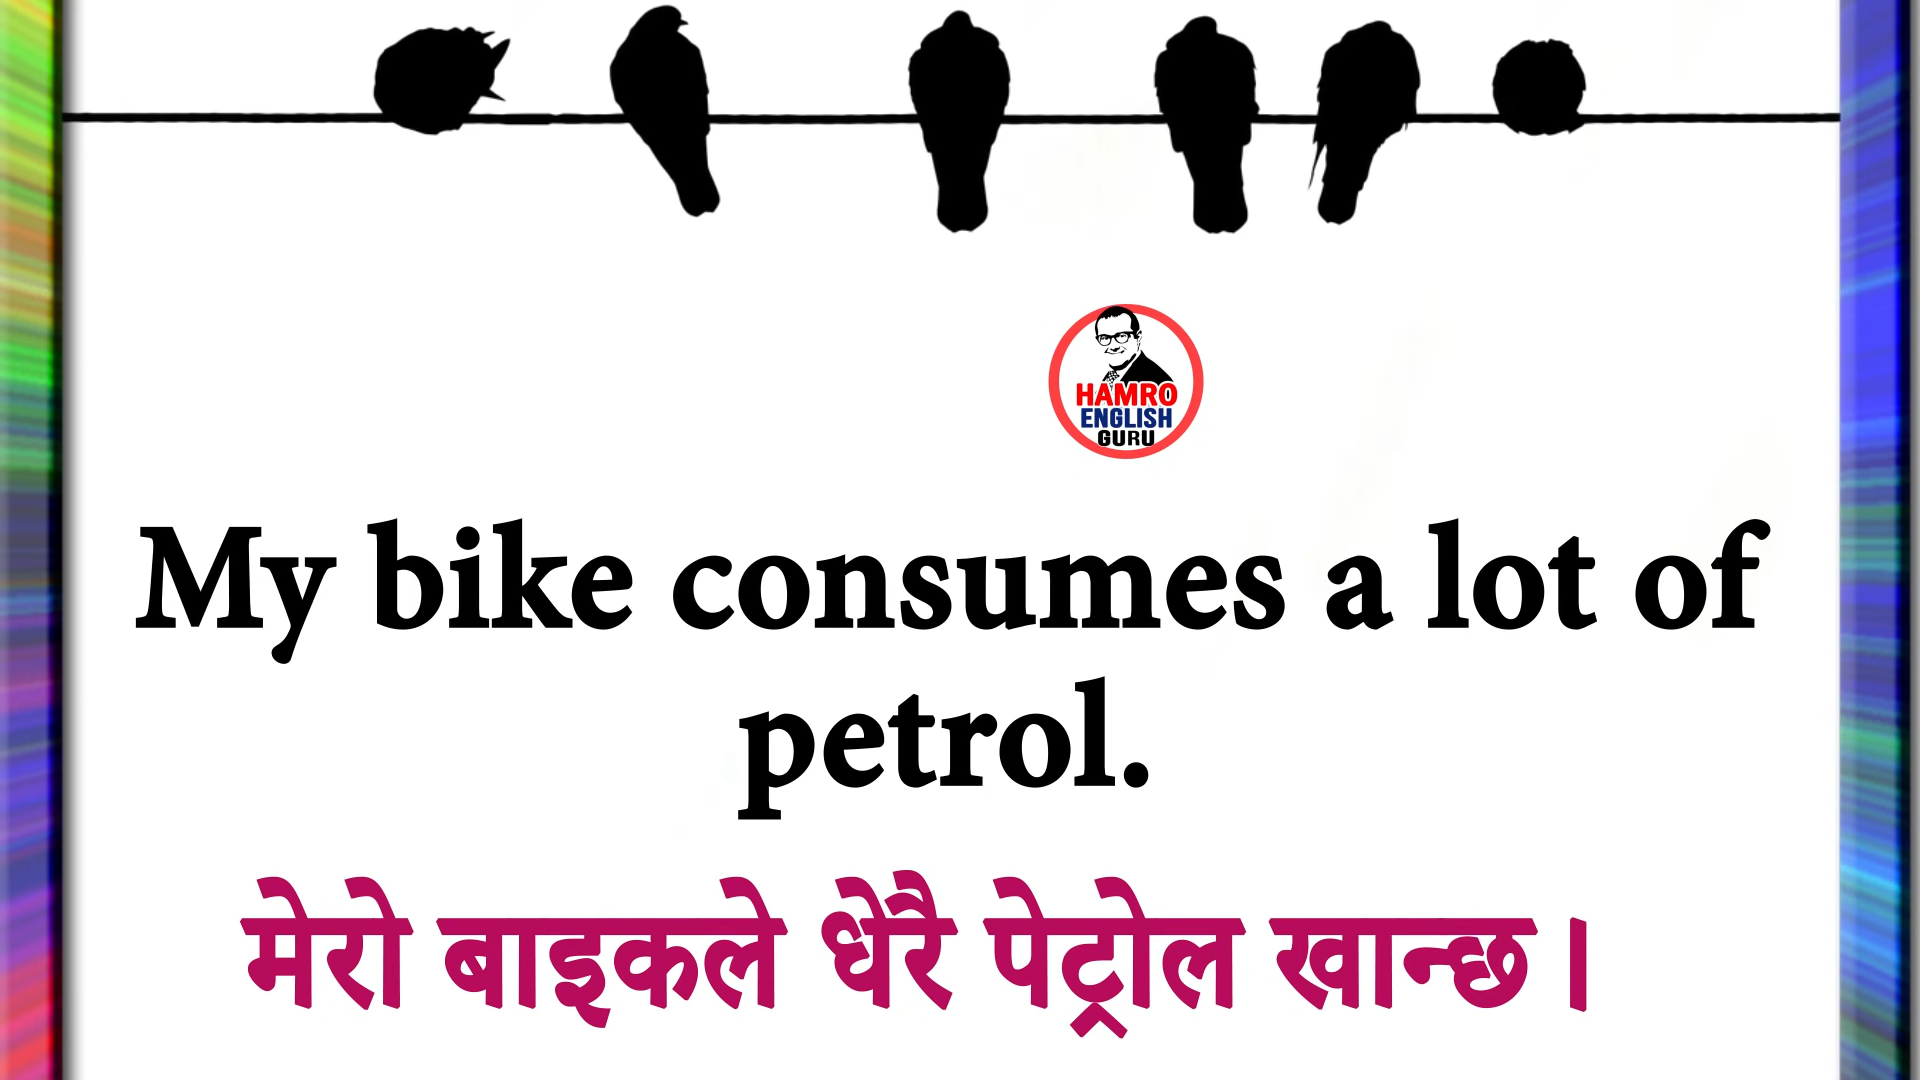 HAMRO
ENGLISH
GURU
My bike consumes a lot of
petrol.
मेरो बाइकले धेरै पेट्रोल खान्छ।